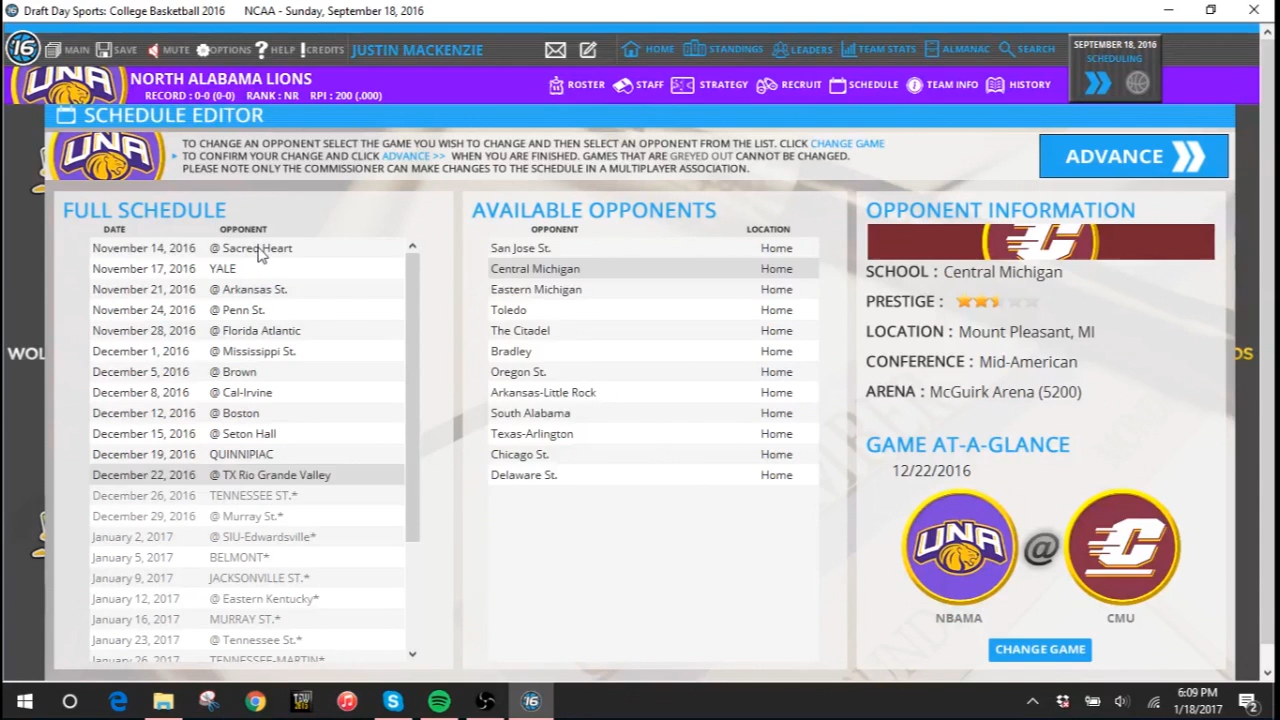 Draft Day Sports: College Basketball 2016 NCAA - Sunday, September 18, 2016
16 MAIN SAVE MUTE OPTIONS ? HELP ! CREDITS JUSTIN MACKENZIE HOME STANDINGS LEADERS TEAM STATS ALMANAC SEARCH SEPTEMBER 18, 2016
SCHEDULING
UNA NORTH ALABAMA LIONS ROSTER STAFF STRATEGY RECRUIT SCHEDULE TEAM INFO HISTORY
RECORD : 0-0 (0-0) RANK : NR RPI : 200 (.000)
SCHEDULE EDITOR
UNA TO CHANGE AN OPPONENT SELECT THE GAME YOU WISH TO CHANGE AND THEN SELECT AN OPPONENT FROM THE LIST. CLICK CHANGE GAME
TO CONFIRM YOUR CHANGE AND CLICK ADVANCE >> WHEN YOU ARE FINISHED. GAMES THAT ARE GREYED OUT CANNOT BE CHANGED.
PLEASE NOTE ONLY THE COMMISSIONER CAN MAKE CHANGES TO THE SCHEDULE IN A MULTIPLAYER ASSOCIATION.
ADVANCE
FULL SCHEDULE
DATE OPPONENT
November 14, 2016 @ Sacred Heart
November 17, 2016 YALE
November 21, 2016 @ Arkansas St.
November 24, 2016 @ Penn St.
November 28, 2016 @ Florida Atlantic
December 1, 2016 @ Mississippi St.
December 5, 2016 @ Brown
December 8, 2016 @ Cal-Irvine
December 12, 2016 @ Boston
December 15, 2016 @ Seton Hall
December 19, 2016 QUINNIPIAC
December 22, 2016 @ TX Rio Grande Valley
December 26, 2016 TENNESSEE ST.*
December 29, 2016 @ Murray St.*
January 2, 2017 @ SIU-Edwardsville*
January 5, 2017 BELMONT*
January 9, 2017 JACKSONVILLE ST.*
January 12, 2017 @ Eastern Kentucky*
January 16, 2017 MURRAY ST.*
January 23, 2017 @ Tennessee St.*
January 26, 2017 TENNESSEE-MARTIN*
AVAILABLE OPPONENTS
OPPONENT LOCATION
San Jose St. Home
Central Michigan Home
Eastern Michigan Home
Toledo Home
The Citadel Home
Bradley Home
Oregon St. Home
Arkansas-Little Rock Home
South Alabama Home
Texas-Arlington Home
Chicago St. Home
Delaware St. Home
OPPONENT INFORMATION
SCHOOL : Central Michigan
PRESTIGE :
LOCATION : Mount Pleasant, MI
CONFERENCE : Mid-American
ARENA : McGuirk Arena (5200)
GAME AT-A-GLANCE
12/22/2016
UNA @ C
NBAMA CMU
CHANGE GAME
WOL
DS
6:09 PM
1/18/2017
2
16